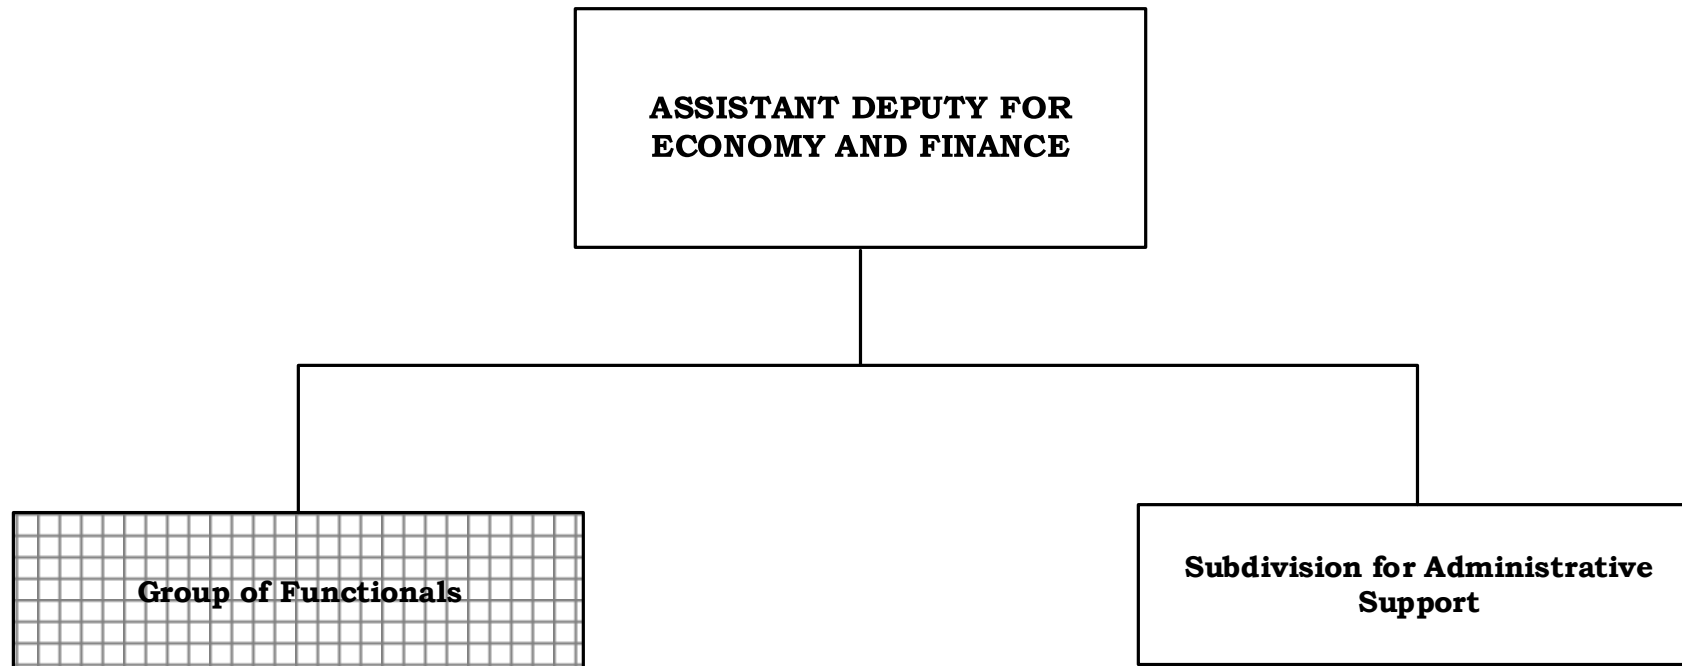 ASSISTANT DEPUTY FOR
ECONOMY AND FINANCE
Group of Functionals
Subdivision for Administrative
Support